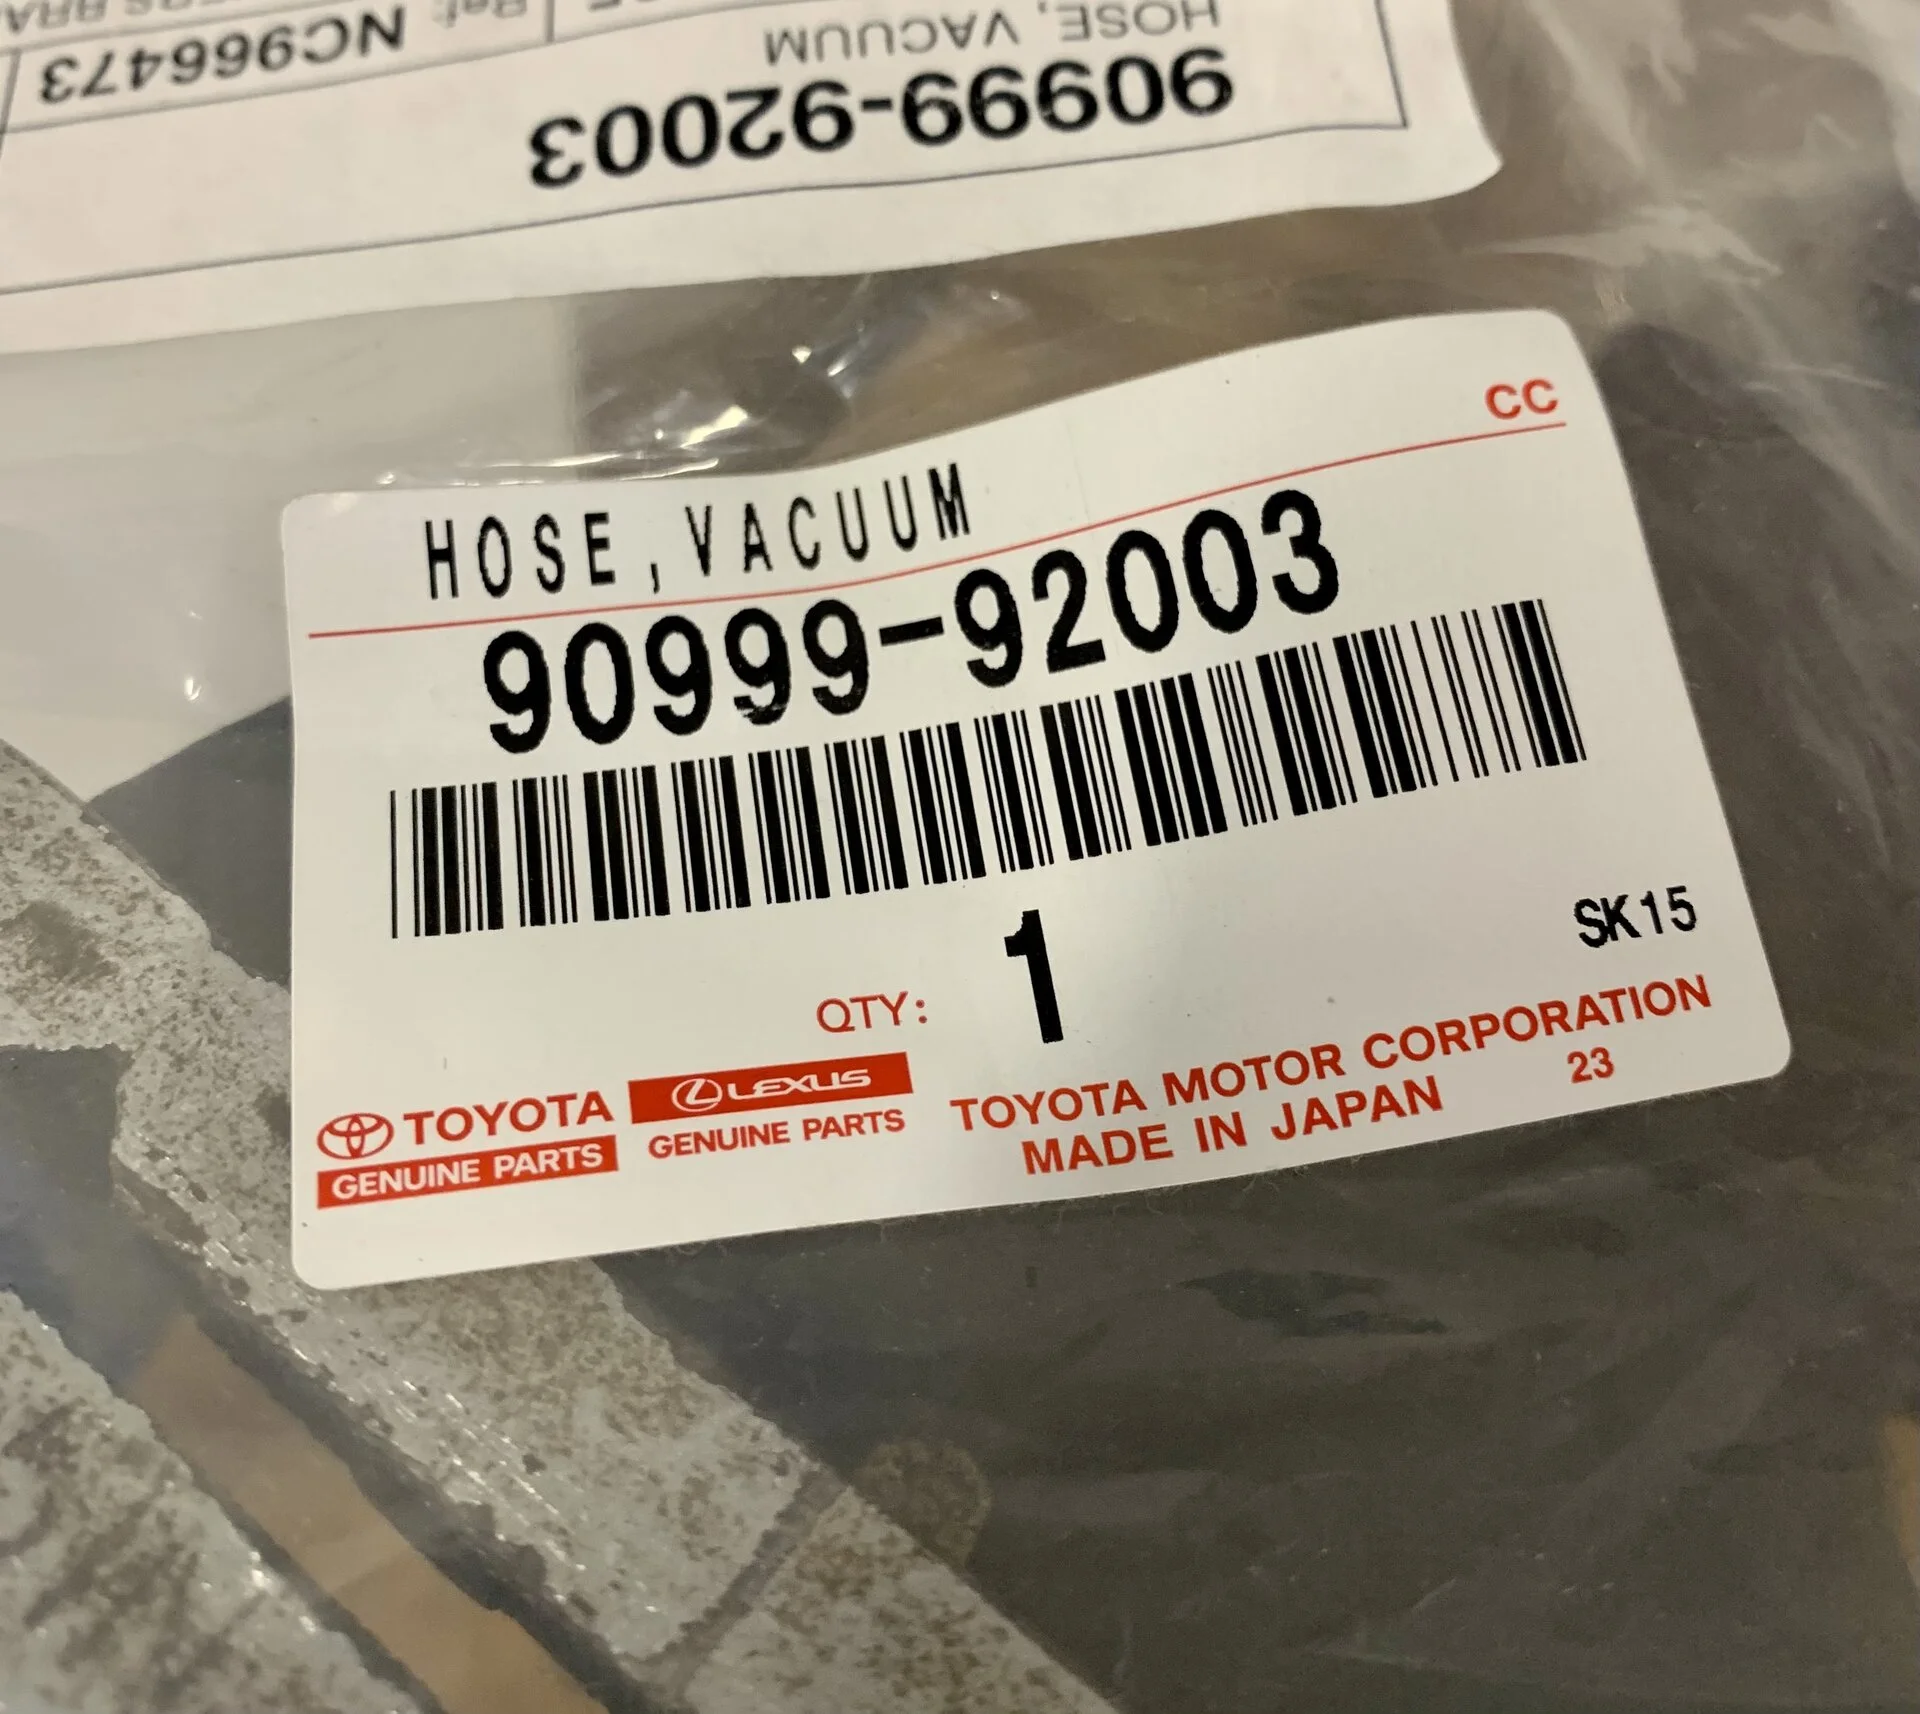 NC966473
Ref:
HOSE, VACUUM
90999-92003
CC
HOSE,VACUUM
90999-92003
SK15
QTY: 1
TOYOTA
GENUINE PARTS
LEXUS
GENUINE PARTS
TOYOTA MOTOR CORPORATION
MADE IN JAPAN 23